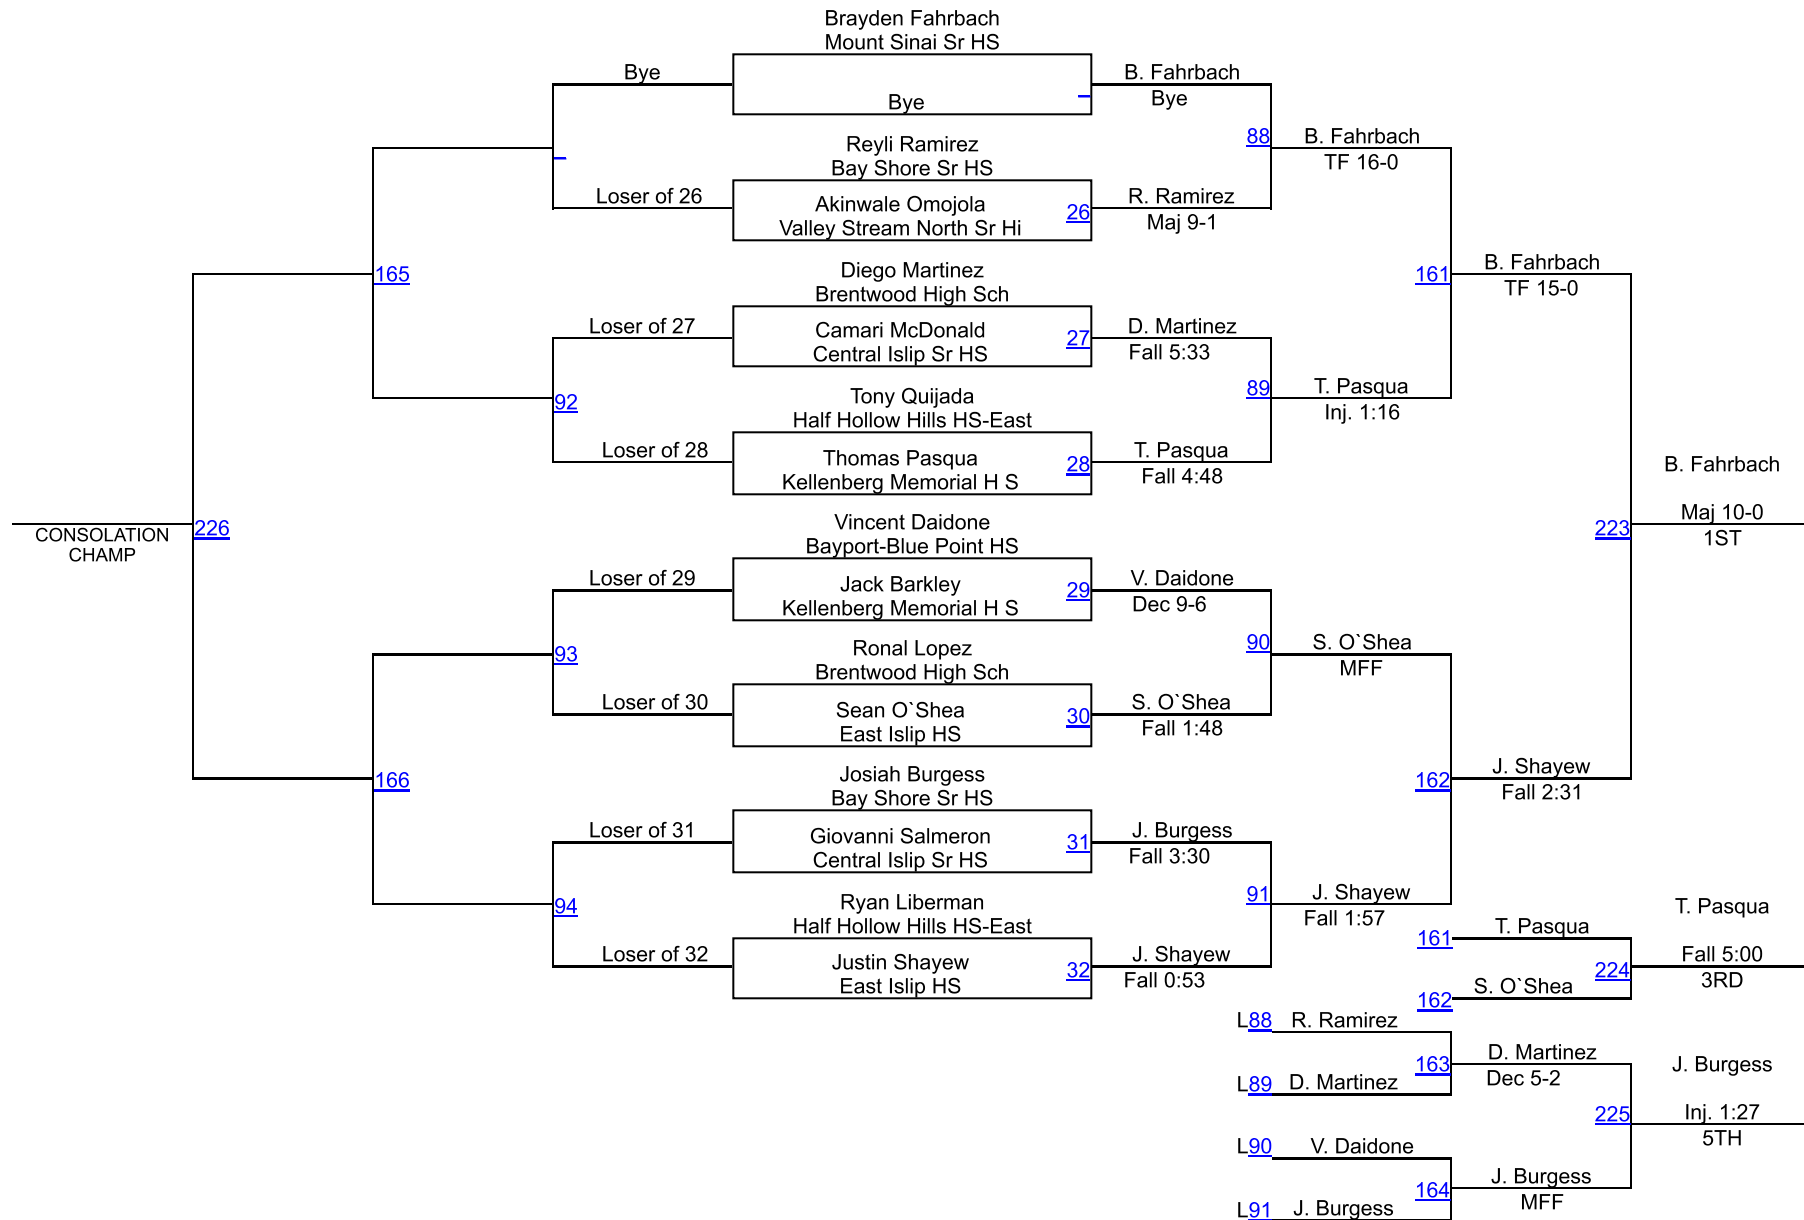 Brayden Fahrbach
Mount Sinai Sr HS
Bye
Bye
B. Fahrbach
Bye
Reyli Ramirez
Bay Shore Sr HS
88
B. Fahrbach
TF 16-0
Loser of 26
Akinwale Omojola
Valley Stream North Sr Hi
26
R. Ramirez
Maj 9-1
165
Diego Martinez
Brentwood High Sch
161
B. Fahrbach
TF 15-0
Loser of 27
Camari McDonald
Central Islip Sr HS
27
D. Martinez
Fall 5:33
92
Tony Quijada
Half Hollow Hills HS-East
89
T. Pasqua
Inj. 1:16
Loser of 28
Thomas Pasqua
Kellenberg Memorial H S
28
T. Pasqua
Fall 4:48
B. Fahrbach
Maj 10-0
1ST
CONSOLATION
CHAMP
226
Vincent Daidone
Bayport-Blue Point HS
223
Loser of 29
Jack Barkley
Kellenberg Memorial H S
29
V. Daidone
Dec 9-6
93
Ronal Lopez
Brentwood High Sch
90
S. O`Shea
MFF
Loser of 30
Sean O`Shea
East Islip HS
30
S. O`Shea
Fall 1:48
166
Josiah Burgess
Bay Shore Sr HS
162
J. Shayew
Fall 2:31
Loser of 31
Giovanni Salmeron
Central Islip Sr HS
31
J. Burgess
Fall 3:30
94
Ryan Liberman
Half Hollow Hills HS-East
91
J. Shayew
Fall 1:57
Loser of 32
Justin Shayew
East Islip HS
32
J. Shayew
Fall 0:53
161
T. Pasqua
162
S. O`Shea
224
T. Pasqua
Fall 5:00
3RD
L88 R. Ramirez
L89 D. Martinez
163
D. Martinez
Dec 5-2
L90 V. Daidone
L91 J. Burgess
164
J. Burgess
MFF
225
J. Burgess
Inj. 1:27
5TH